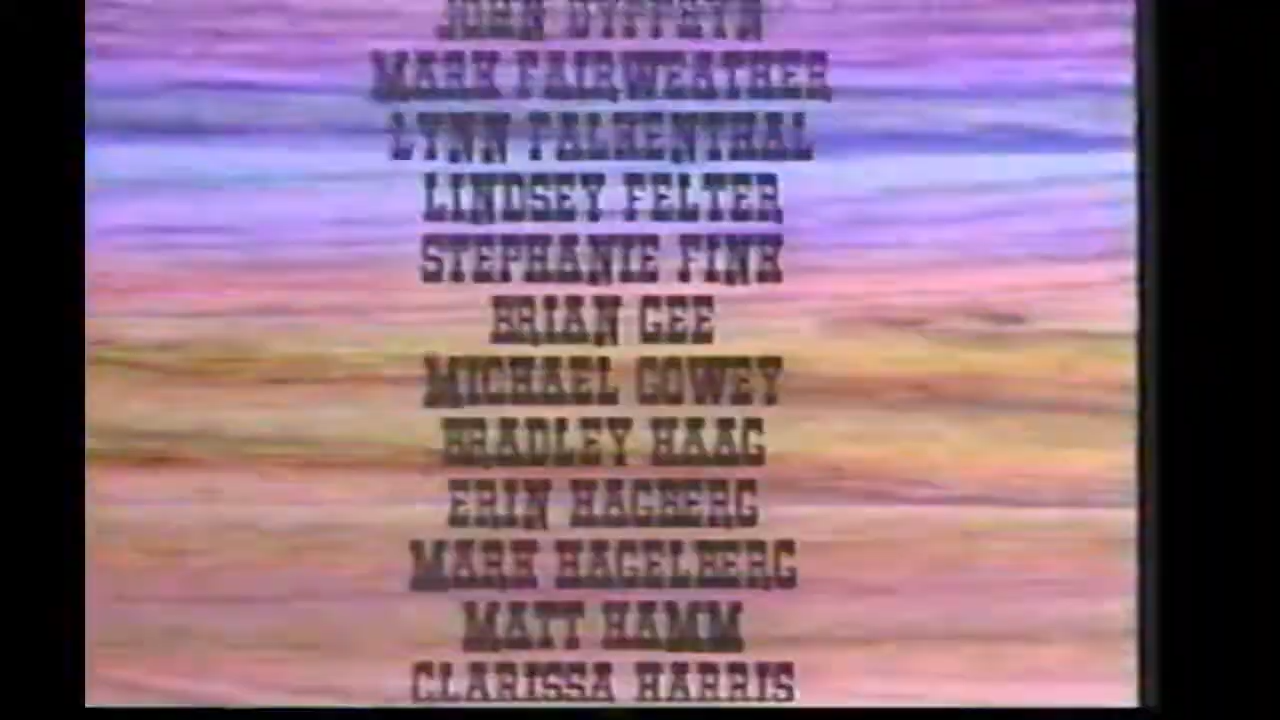 JOHN
MARK FAIRWEATHER
LYNN FALKENTHAL
LINDSEY FELTER
STEPHANIE FINK
BRIAN GEE
MICHAEL GOWEY
BRADLEY HAAG
ERIN HAGBERG
MARK HAGELBERG
MATT HAMM
CLARISSA HARRIS